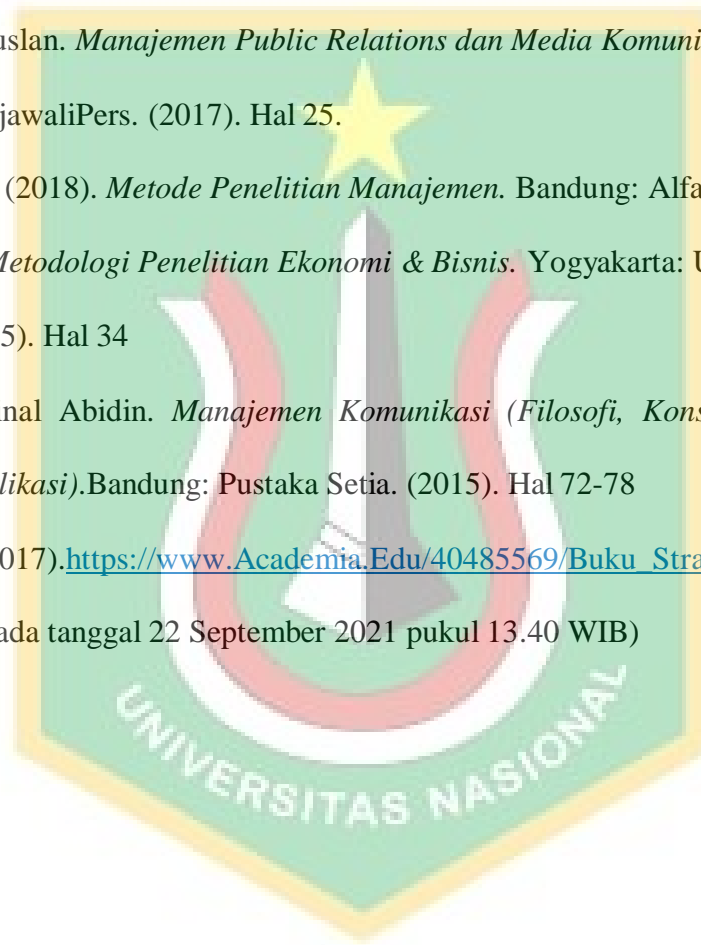 uslan. Manajemen Public Relations dan Media Komuni
jawaliPers. (2017). Hal 25.
(2018). Metode Penelitian Manajemen. Bandung: Alfa
Metodologi Penelitian Ekonomi & Bisnis. Yogyakarta: U
5). Hal 34
inal Abidin. Manajemen Komunikasi (Filosofi, Kons
likasi).Bandung: Pustaka Setia. (2015). Hal 72-78
2017).https://www.Academia.Edu/40485569/Buku_Stra
ada tanggal 22 September 2021 pukul 13.40 WIB)
UNIVERSITAS NASIONAL